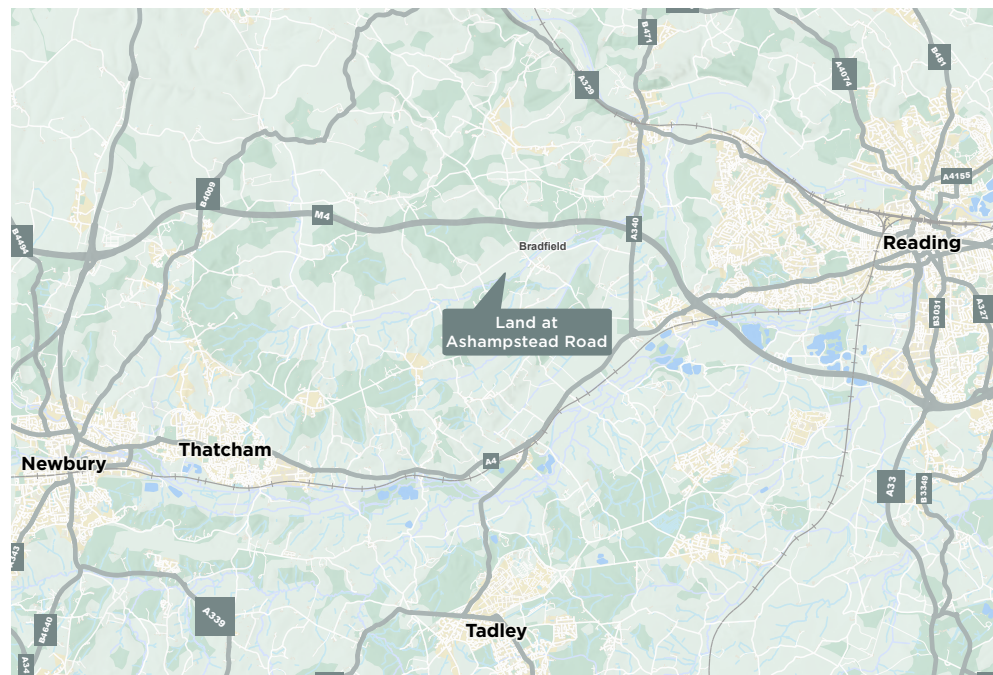 B471
B481
A4074
A329
A4155
B4009
M4
B4494
A340
Bradfield
Reading
Land at
Ashampstead Road
B3031
A327
Thatcham
Newbury
A4
A33
B3349
A339
B4640
Tadley
A34